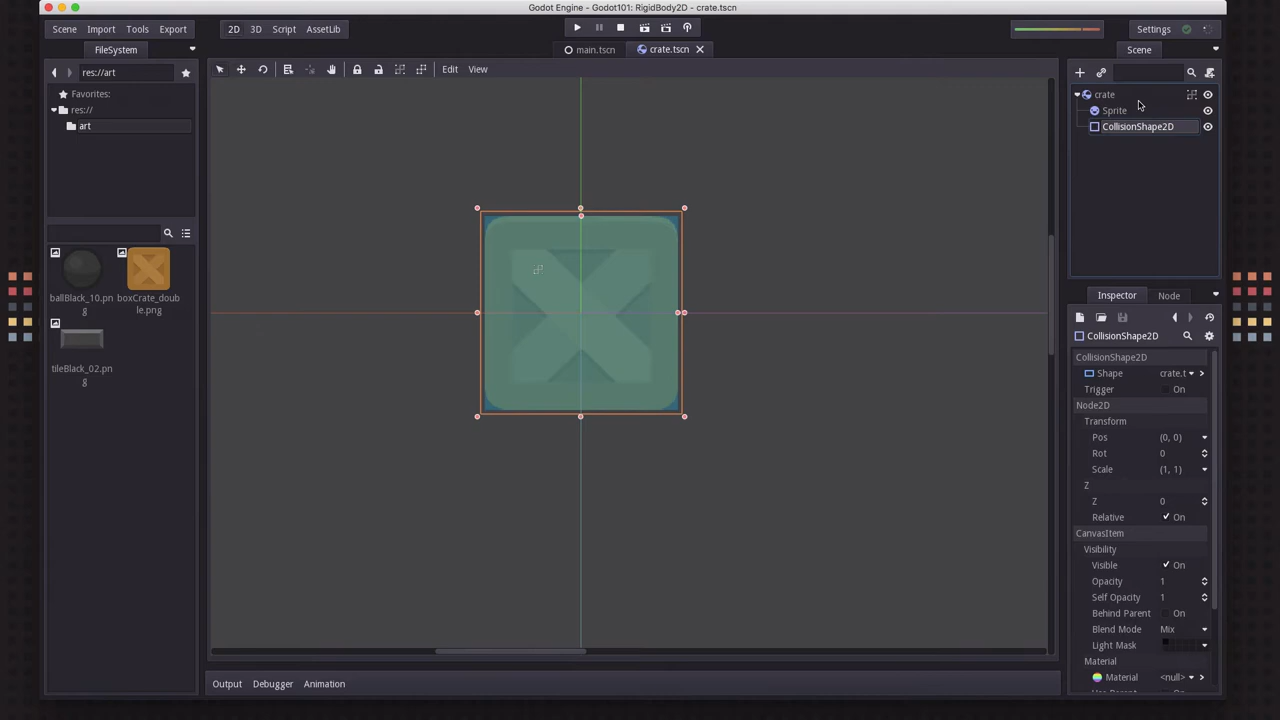 Godot Engine - Godot101: RigidBody2D - crate.tscn
Scene Import Tools Export
2D 3D Script AssetLib
Settings
FileSystem
main.tscn
crate.tscn
Scene
res://art
Edit View
Favorites:
res://
art
crate
Sprite
CollisionShape2D
ballBlack_10.pn
g
boxCrate_dou
ble.png
tileBlack_02.pn
g
Inspector Node
CollisionShape2D
CollisionShape2D
Shape crate.t
Trigger On
Node2D
Transform
Pos (0, 0)
Rot 0
Scale (1, 1)
Z
Z 0
Relative On
CanvasItem
Visibility
Visible On
Opacity 1
Self Opacity 1
Behind Parent On
Blend Mode Mix
Light Mask
Material
Material <null>
Output Debugger Animation